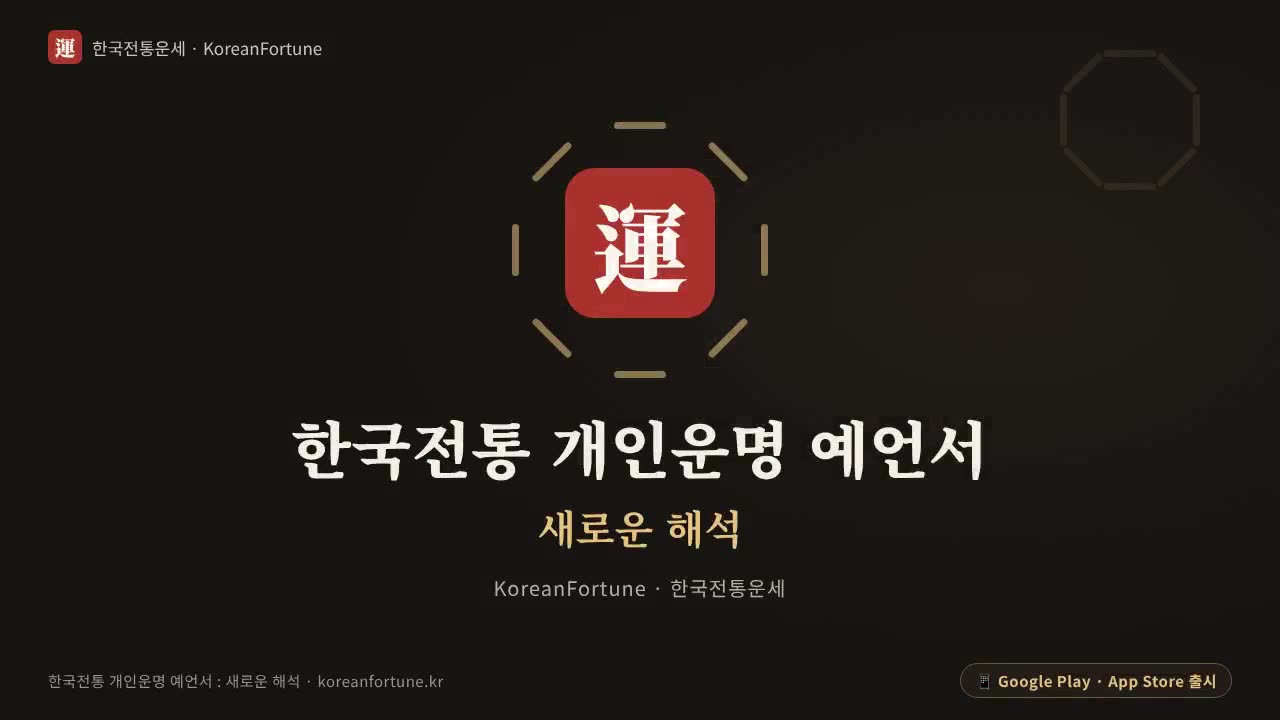 運 한국전통운세 · KoreanFortune
運
한국전통 개인운명 예언서
새로운 해석
KoreanFortune · 한국전통운세
한국전통 개인운명 예언서 : 새로운 해석 · koreanfortune.kr
📱 Google Play · App Store 출시